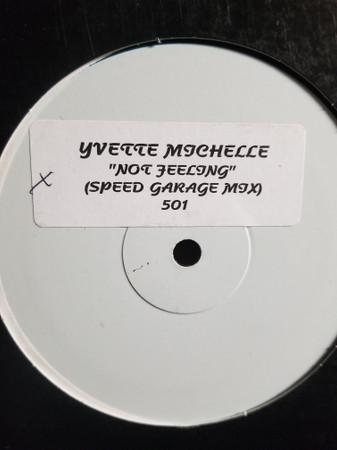 YVETTE MICHELLE
"NOT FEELING"
(SPEED GARAGE MIX)
501
X